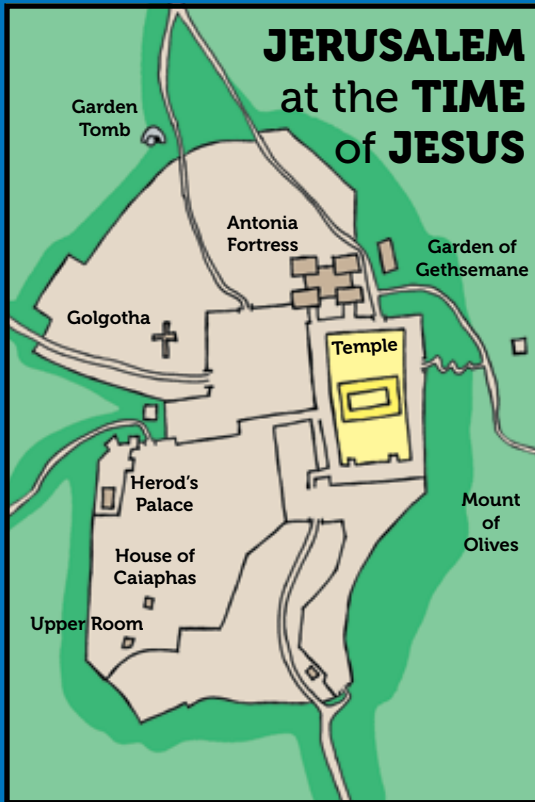 JERUSALEM
at the TIME
of JESUS
Garden
Tomb
Antonia
Fortress
Garden of
Gethsemane
Golgotha
Temple
Herod's
Palace
Mount
of
Olives
House of
Caiaphas
Upper Room